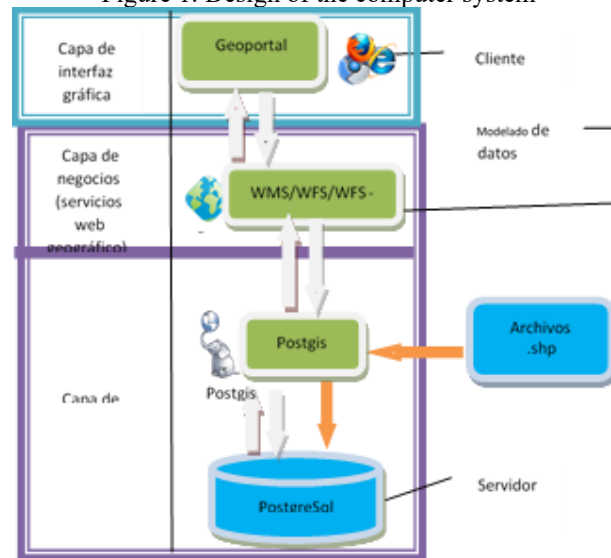 Figure 1. Design of the computer system
Capa de
interfaz
gráfica
Geoportal
Cliente
Capa de
negocios
(servicios
web
geográfico)
WMS/WFS/WFS-
Modelado de
datos
Postgis
Archivos
.shp
Postgis
Capa de
PostgreSql
Servidor